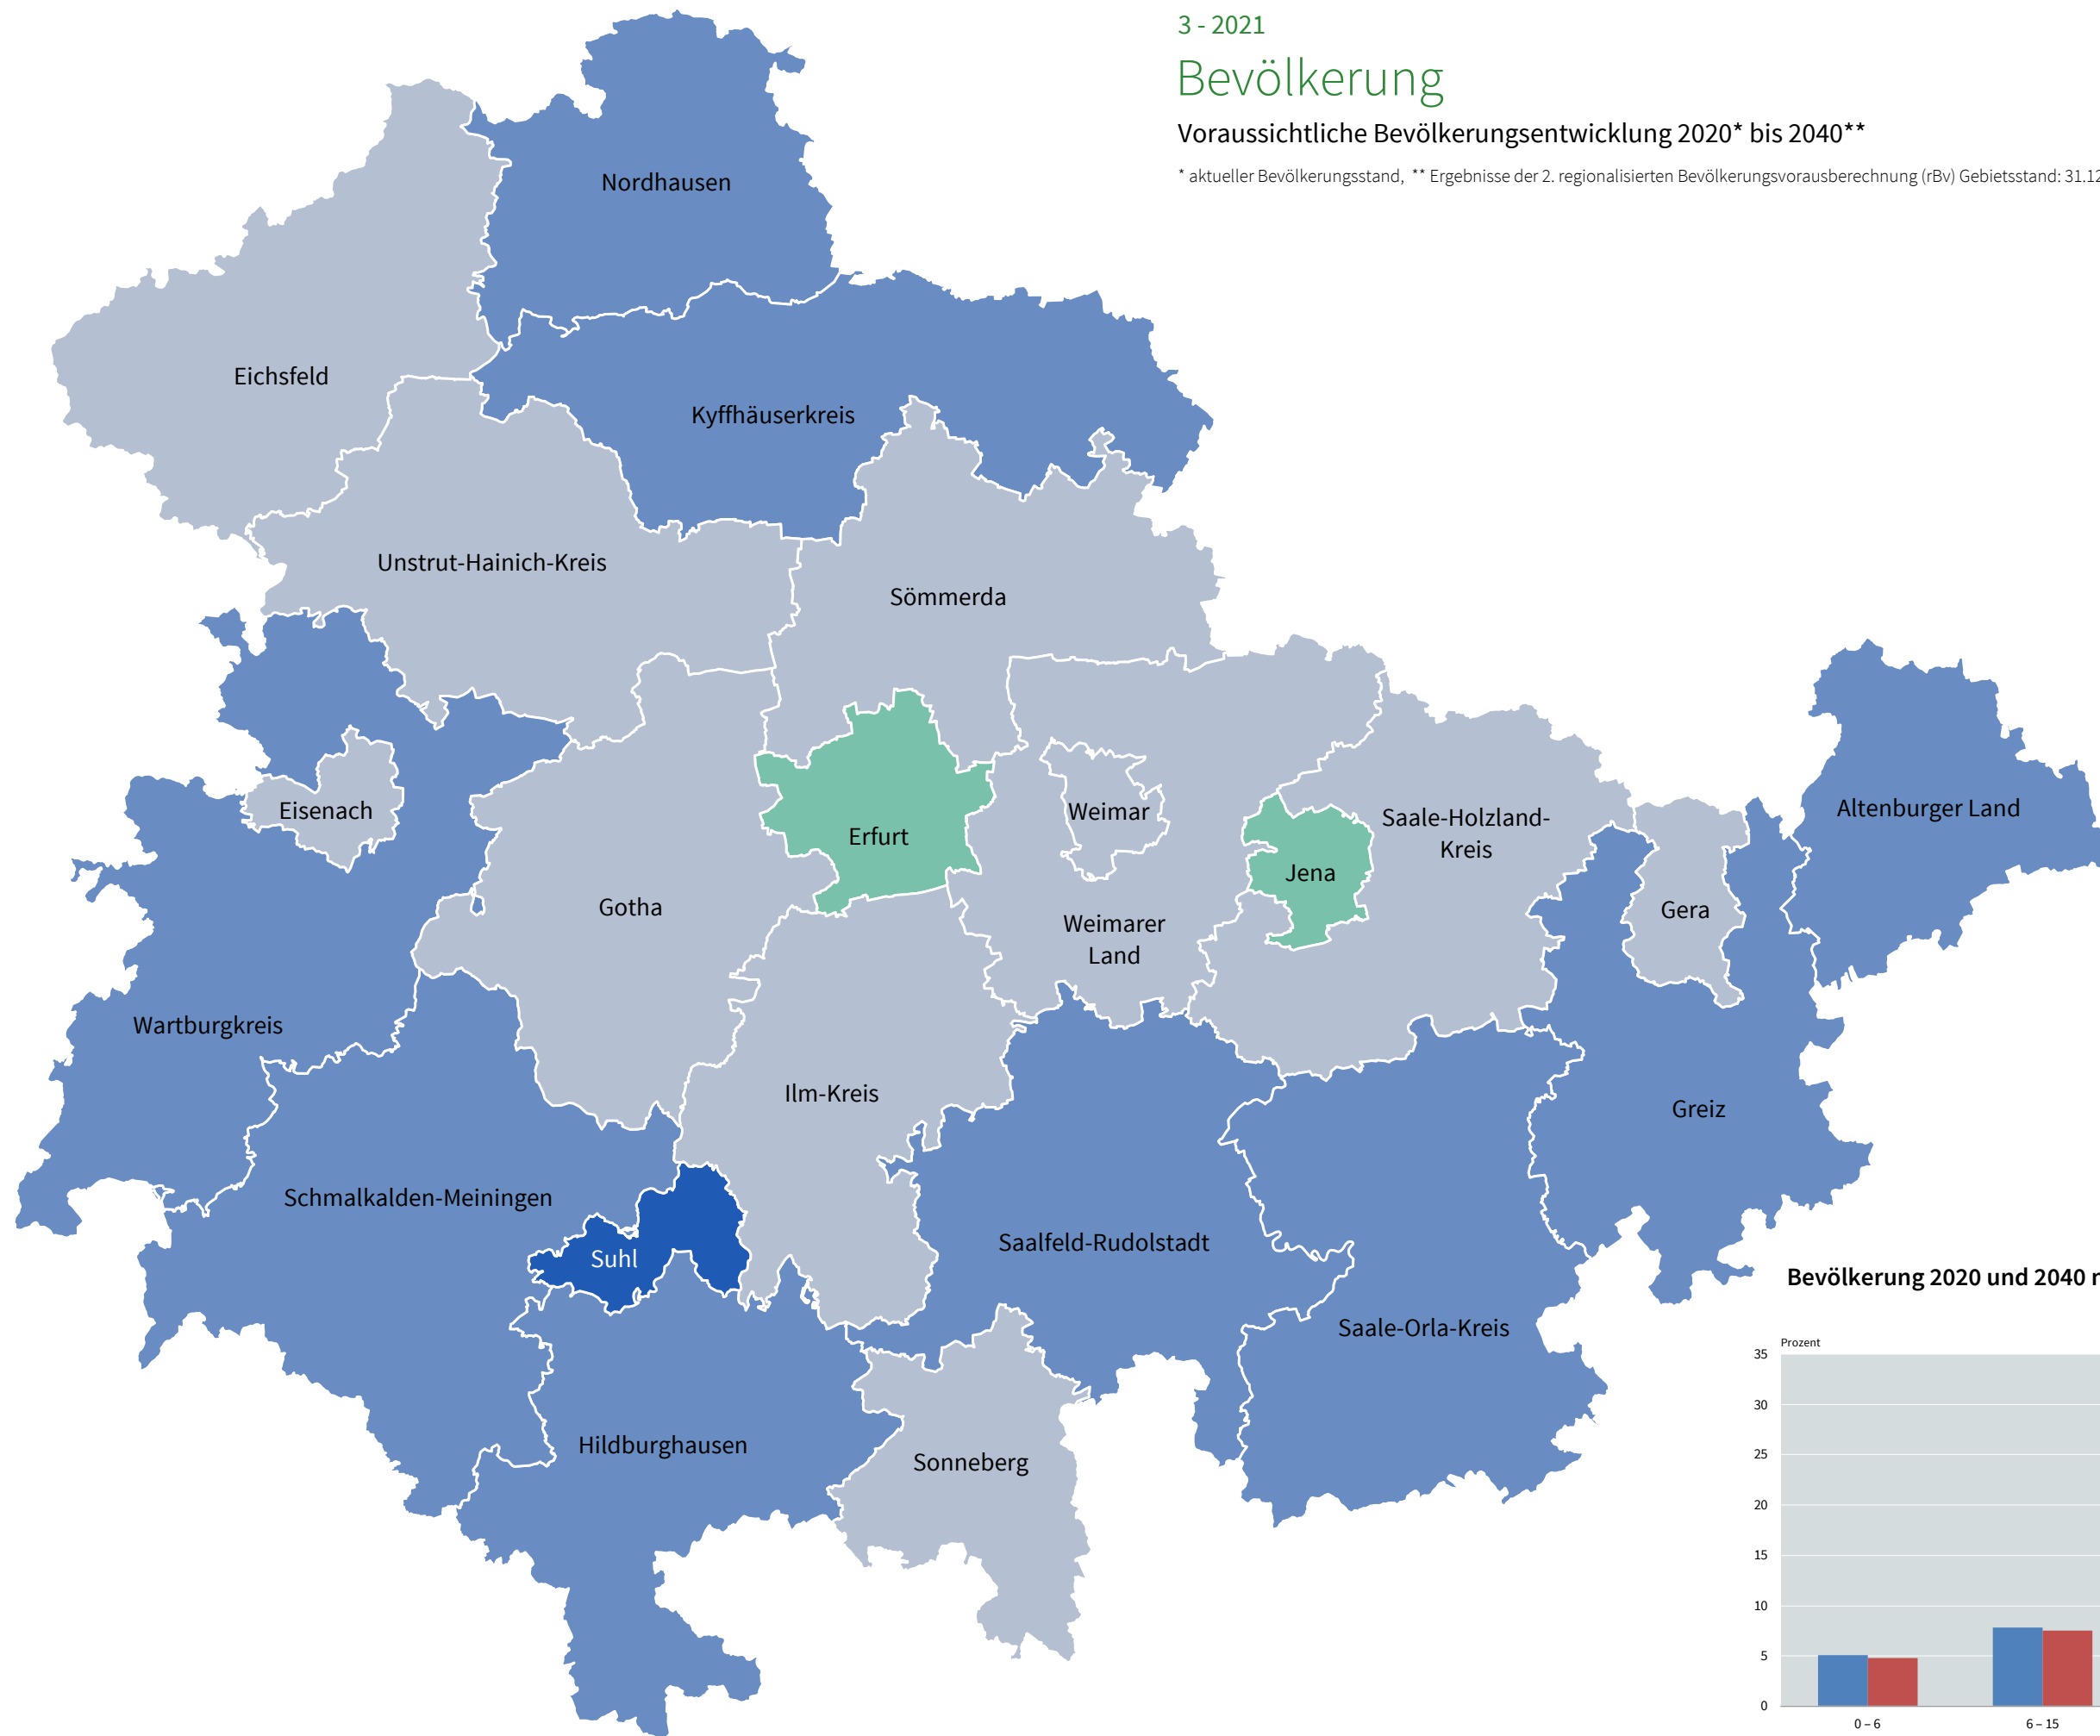 3 - 2021
Bevölkerung
Voraussichtliche Bevölkerungsentwicklung 2020* bis 2040**
* aktueller Bevölkerungsstand, ** Ergebnisse der 2. regionalisierten Bevölkerungsvorausberechnung (rBv) Gebietsstand: 31.12
Nordhausen
Eichsfeld
Kyffhäuserkreis
Unstrut-Hainich-Kreis
Sömmerda
Eisenach
Erfurt
Weimar
Saale-Holzland-
Kreis
Altenburger Land
Jena
Gotha
Weimarer
Land
Gera
Wartburgkreis
Ilm-Kreis
Greiz
Schmalkalden-Meiningen
Suhl
Saalfeld-Rudolstadt
Saale-Orla-Kreis
Hildburghausen
Sonneberg
Bevölkerung 2020 und 2040
Prozent
35
30
25
20
15
10
5
0
0 – 6
6 – 15